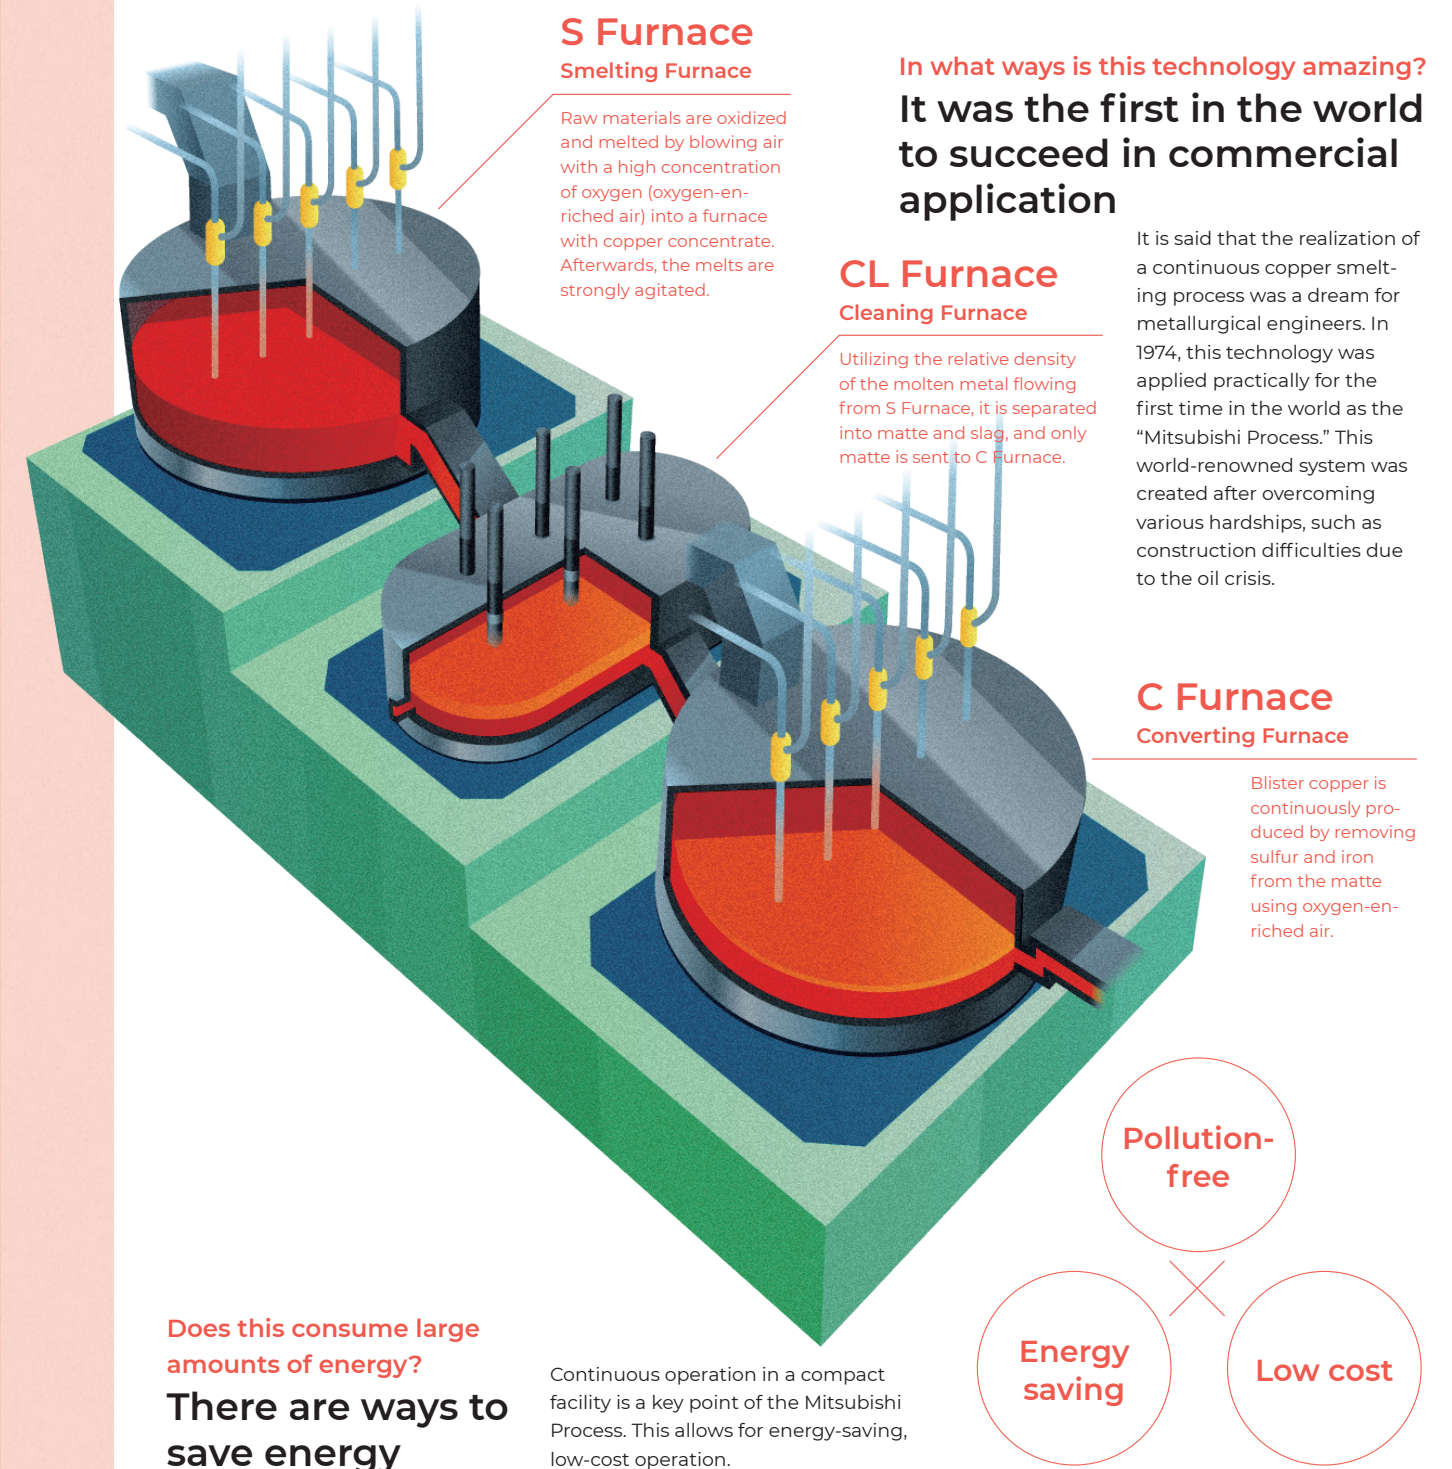 S Furnace
Smelting Furnace
Raw materials are oxidized
and melted by blowing air
with a high concentration
of oxygen (oxygen-en-
riched air) into a furnace
with copper concentrate.
Afterwards, the melts are
strongly agitated.
In what ways is this technology amazing?
It was the first in the world
to succeed in commercial
application
It is said that the realization of
a continuous copper smelt-
ing process was a dream for
metallurgical engineers. In
1974, this technology was
applied practically for the
first time in the world as the
“Mitsubishi Process.” This
world-renowned system was
created after overcoming
various hardships, such as
construction difficulties due
to the oil crisis.
CL Furnace
Cleaning Furnace
Utilizing the relative density
of the molten metal flowing
from S Furnace, it is separated
into matte and slag, and only
matte is sent to C Furnace.
C Furnace
Converting Furnace
Blister copper is
continuously pro-
duced by removing
sulfur and iron
from the matte
using oxygen-en-
riched air.
Pollution-
free
Energy
saving
Low cost
Does this consume large
amounts of energy?
There are ways to
save energy
Continuous operation in a compact
facility is a key point of the Mitsubishi
Process. This allows for energy-saving,
low-cost operation.